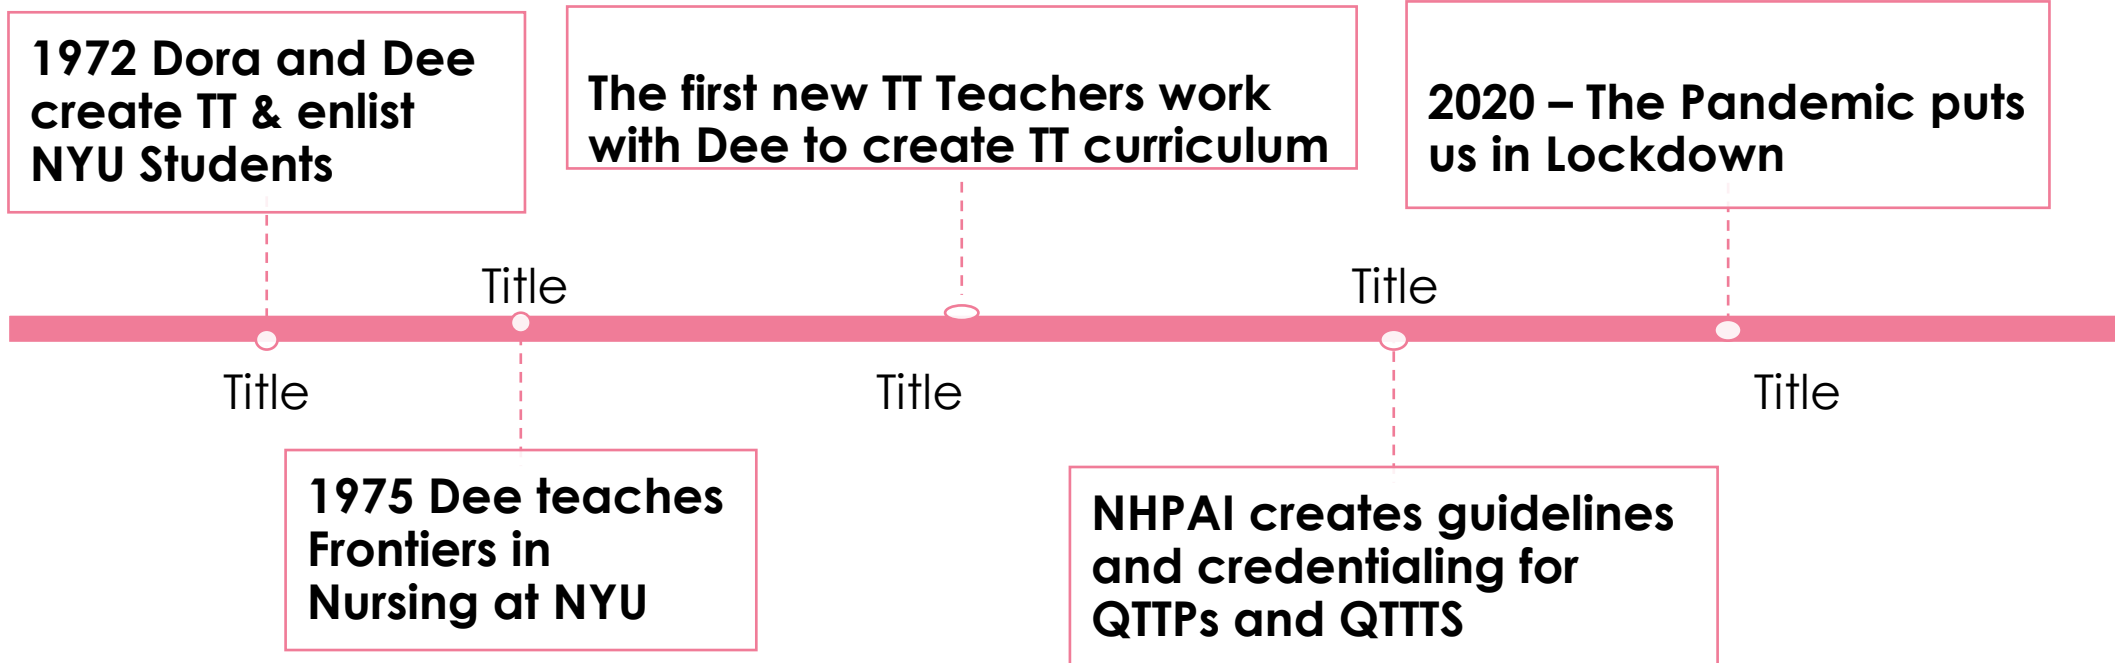 1972 Dora and Dee
create TT & enlist
NYU Students
The first new TT Teachers work
with Dee to create TT curriculum
2020 – The Pandemic puts
us in Lockdown
Title
Title
Title
Title
Title
1975 Dee teaches
Frontiers in
Nursing at NYU
NHPAI creates guidelines
and credentialing for
QTTPs and QTTTS